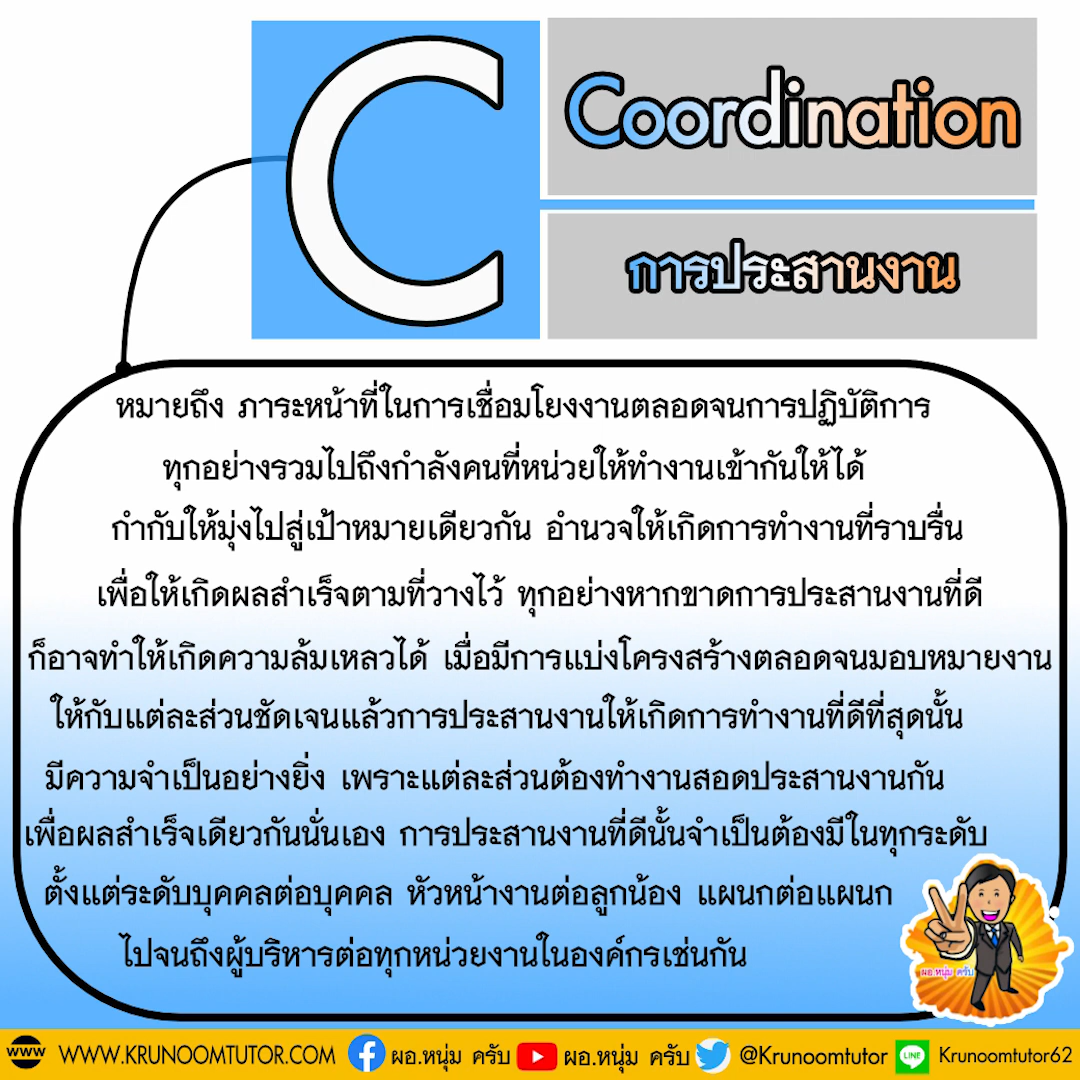 C
Coordination
การประสานงาน
หมายถึง ภาระหน้าที่ในการเชื่อมโยงงานตลอดจนการปฏิบัติการ
ทุกอย่างรวมไปถึงกำลังคนที่หน่วยให้ทำงานเข้ากันให้ได้
กำกับให้มุ่งไปสู่เป้าหมายเดียวกัน อำนวจให้เกิดการทำงานที่ราบรื่น
เพื่อให้เกิดผลสำเร็จตามที่วางไว้ ทุกอย่างหากขาดการประสานงานที่ดี
ก็อาจทำให้เกิดความล้มเหลวได้ เมื่อมีการแบ่งโครงสร้างตลอดจนมอบหมายงาน
ให้กับแต่ละส่วนชัดเจนแล้วการประสานงานให้เกิดการทำงานที่ดีที่สุดนั้น
มีความจำเป็นอย่างยิ่ง เพราะแต่ละส่วนต้องทำงานสอดประสานงานกัน
เพื่อผลสำเร็จเดียวกันนั่นเอง การประสานงานที่ดีนั้นจำเป็นต้องมีในทุกระดับ
ตั้งแต่ระดับบุคคลต่อบุคคล หัวหน้างานต่อลูกน้อง แผนกต่อแผนก
ไปจนถึงผู้บริหารต่อทุกหน่วยงานในองค์กรเช่นกัน
ผอ.หนุ่ม ครับ
www WWW.KRUNOOMTUTOR.COM ผอ.หนุ่ม ครับ ผอ.หนุ่ม ครับ @Krunoomtutor LINE Krunoomtutor62